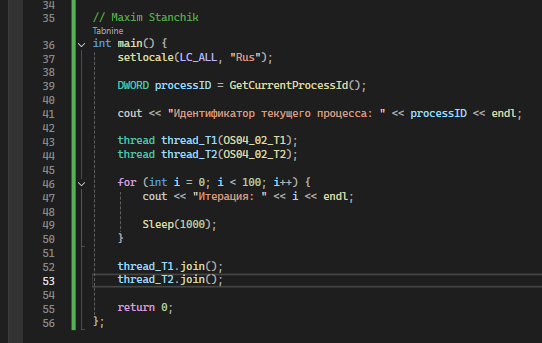 34
35 // Maxim Stanchik
Tabnine
36 int main() {
37 setlocale(LC_ALL, "Rus");
38
39 DWORD processID = GetCurrentProcessId();
40
41 cout << "Идентификатор текущего процесса: " << processID << endl;
42
43 thread thread_T1(OS04_02_T1);
44 thread thread_T2(OS04_02_T2);
45
46 for (int i = 0; i < 100; i++) {
47 cout << "Итерация: " << i << endl;
48
49 Sleep(1000);
50 }
51
52 thread_T1.join();
53 thread_T2.join();
54
55 return 0;
56 };